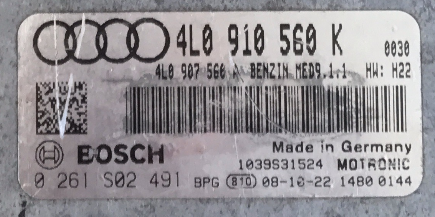 4L0 910 560 K 0030
4L0 907 560 A BENZIN MED9.1.1 HW: H22
Made in Germany
BOSCH 1039S31524 MOTRONIC
0 261 S02 491 BPG (810) 08-10-22 1480 0144